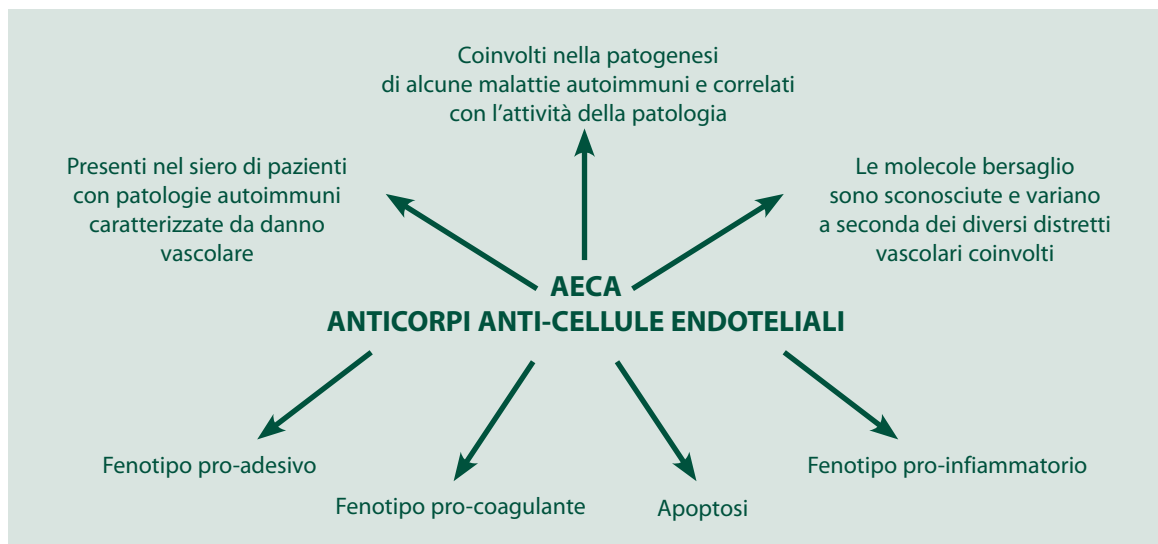 Coinvolti nella patogenesi
di alcune malattie autoimmuni e correlati
con l’attività della patologia
Presenti nel siero di pazienti
con patologie autoimmuni
caratterizzate da danno
vascolare
Le molecole bersaglio
sono sconosciute e variano
a seconda dei diversi distretti
vascolari coinvolti
AECA
ANTICORPI ANTI-CELLULE ENDOTELIALI
Fenotipo pro-adesivo
Fenotipo pro-coagulante
Apoptosi
Fenotipo pro-infiammatorio